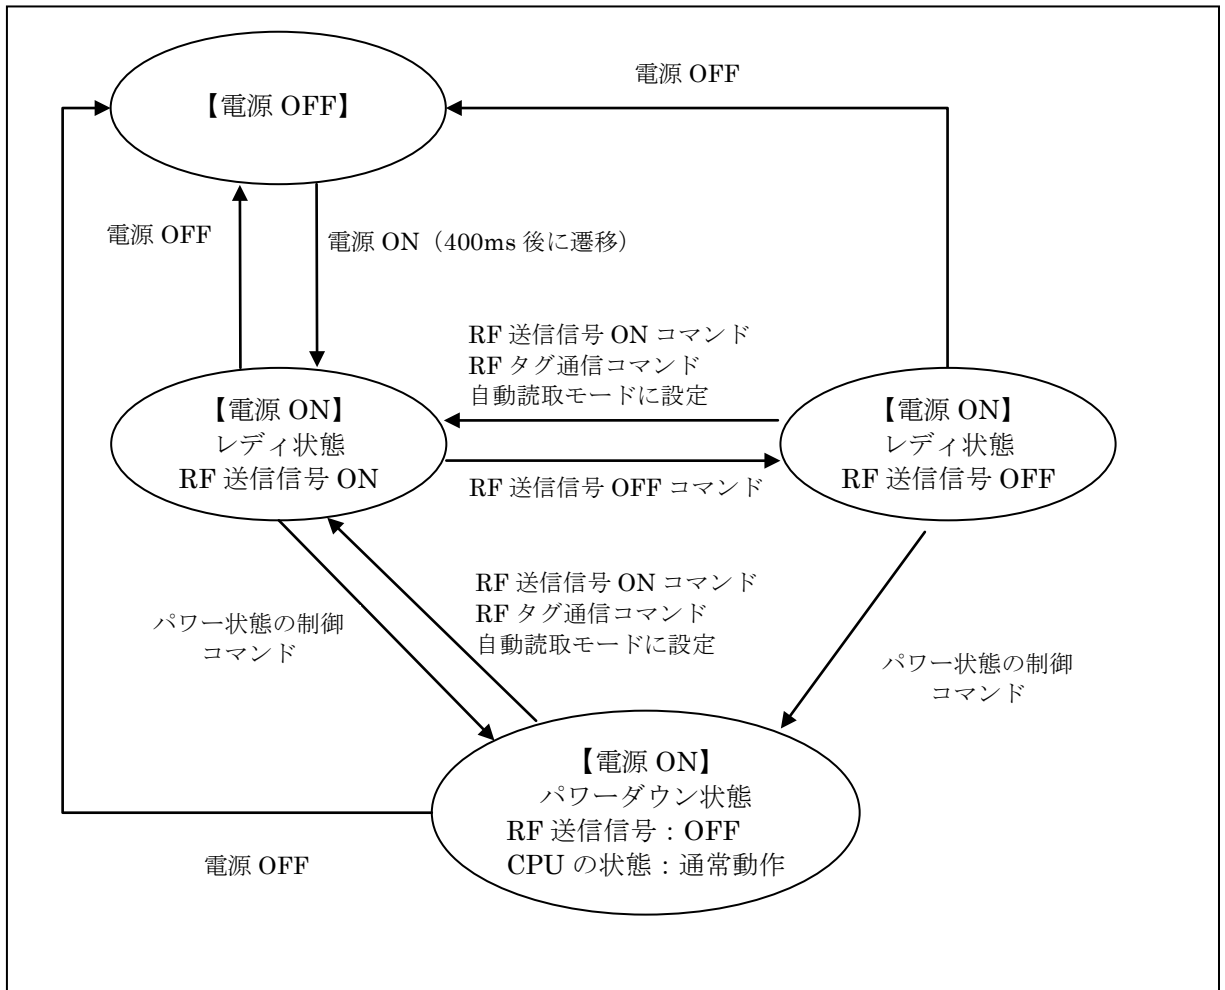 電源 OFF
【電源 OFF】
電源 OFF
電源 ON（400ms 後に遷移）
RF 送信信号 ON コマンド
RF タグ通信コマンド
自動読取モードに設定
【電源 ON】
レディ状態
RF 送信信号 ON
【電源 ON】
レディ状態
RF 送信信号 OFF
RF 送信信号 OFF コマンド
RF 送信信号 ON コマンド
RF タグ通信コマンド
自動読取モードに設定
パワー状態の制御
コマンド
パワー状態の制御
コマンド
【電源 ON】
パワーダウン状態
RF 送信信号：OFF
CPU の状態：通常動作
電源 OFF